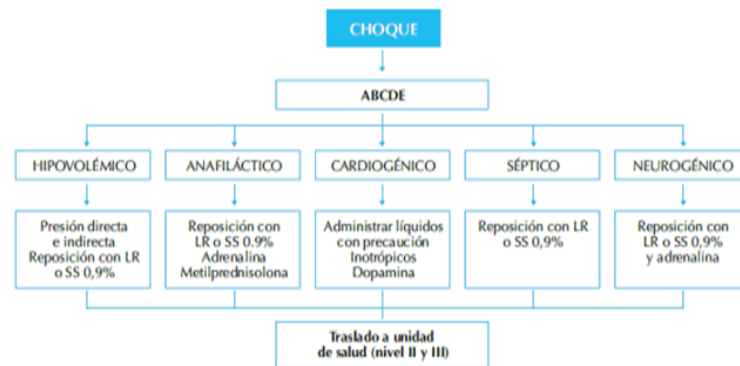 CHOQUE
ABCDE
HIPOVOLÉMICO
ANAFILÁCTICO
CARDIOGÉNICO
SÉPTICO
NEUROGÉNICO
Presión directa
e indirecta
Reposición con LR
o SS 0,9%
Reposición con
LR o SS 0.9%
Adrenalina
Metilprednisolona
Administrar líquidos
con precaución
Inotrópicos
Dopamina
Reposición con LR
o SS 0,9%
Reposición con
LR o SS 0,9%
y adrenalina
Traslado a unidad
de salud (nivel II y III)